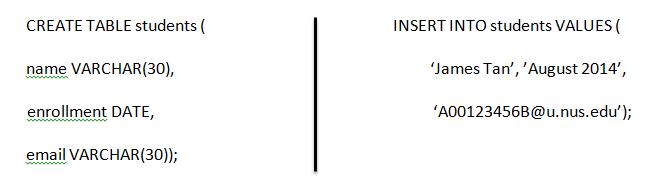 CREATE TABLE students (
name VARCHAR(30),
enrollment DATE,
email VARCHAR(30));
INSERT INTO students VALUES (
‘James Tan’, ’August 2014’,
‘A00123456B@u.nus.edu’);